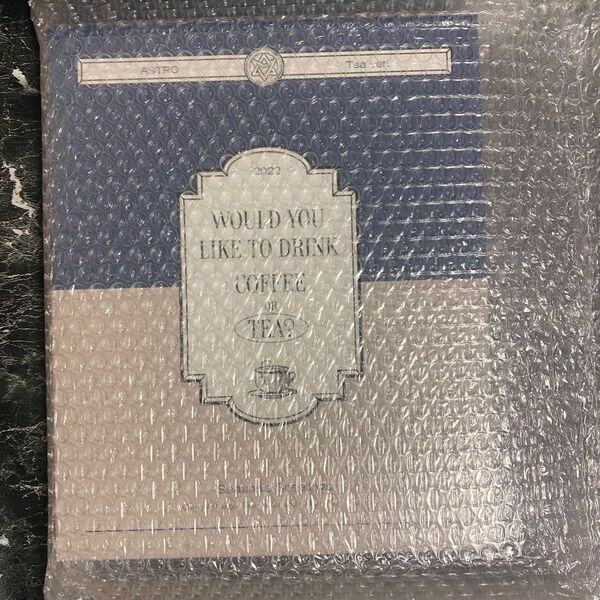 ASTRO
Tea ver.
2022
WOULD YOU
LIKE TO DRINK
COFFEE
OR
TEA?